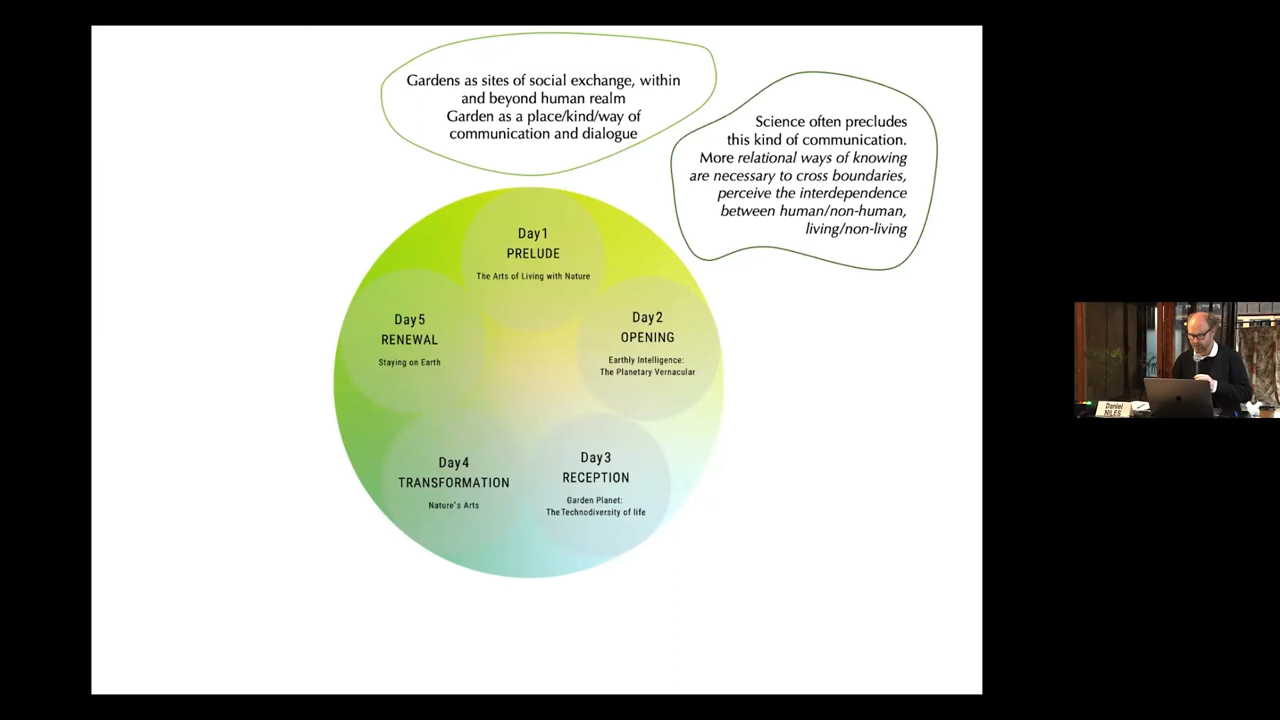 Gardens as sites of social exchange, within
and beyond human realm
Garden as a place/kind/way of
communication and dialogue
Science often precludes
this kind of communication.
More relational ways of knowing
are necessary to cross boundaries,
perceive the interdependence
between human/non-human,
living/non-living
Day1
PRELUDE
The Arts of Living with Nature
Day2
OPENING
Earthly Intelligence:
The Planetary Vernacular
Day3
RECEPTION
Garden Planet:
The Technodiversity of life
Day4
TRANSFORMATION
Nature's Arts
Day5
RENEWAL
Staying on Earth
Daniel
NILES